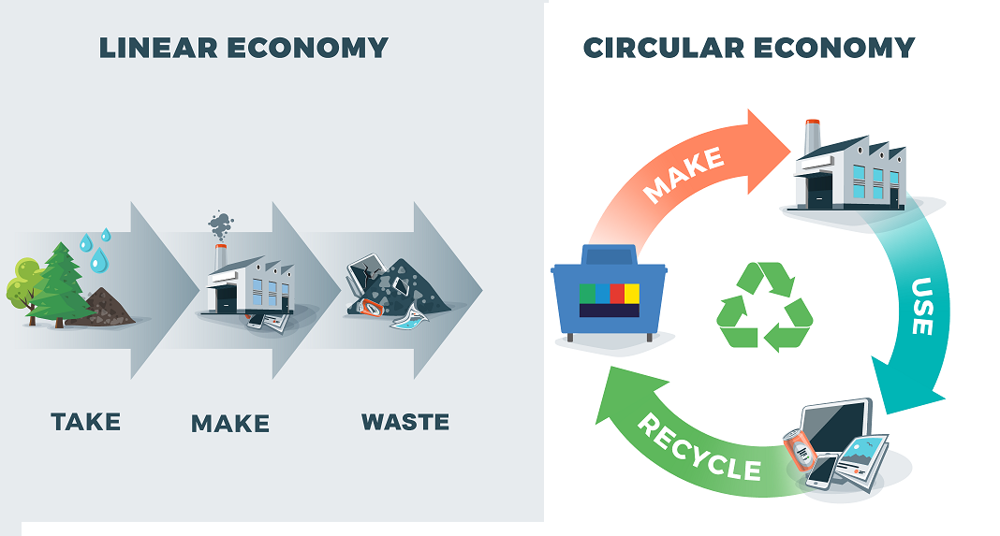 LINEAR ECONOMY
TAKE
MAKE
WASTE
CIRCULAR ECONOMY
MAKE
USE
RECYCLE